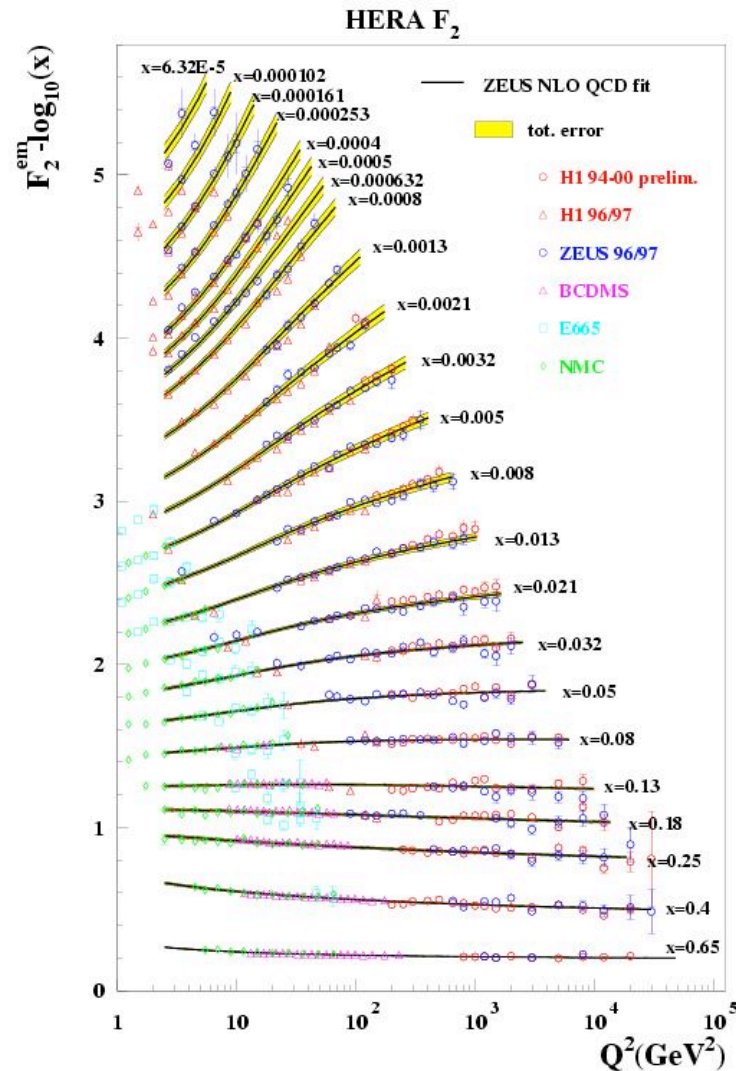 HERA F₂
F₂ᵉᵐ-log₁₀(x)
x=6.32E-5
x=0.000102
x=0.000161
x=0.000253
x=0.0004
x=0.0005
x=0.000632
x=0.0008
x=0.0013
x=0.0021
x=0.0032
x=0.005
x=0.008
x=0.013
x=0.021
x=0.032
x=0.05
x=0.08
x=0.13
x=0.18
x=0.25
x=0.4
x=0.65
ZEUS NLO QCD fit
tot. error
H1 94-00 prelim.
H1 96/97
ZEUS 96/97
BCDMS
E665
NMC
5
4
3
2
1
0
1 10 10² 10³ 10⁴ 10⁵
Q²(GeV²)